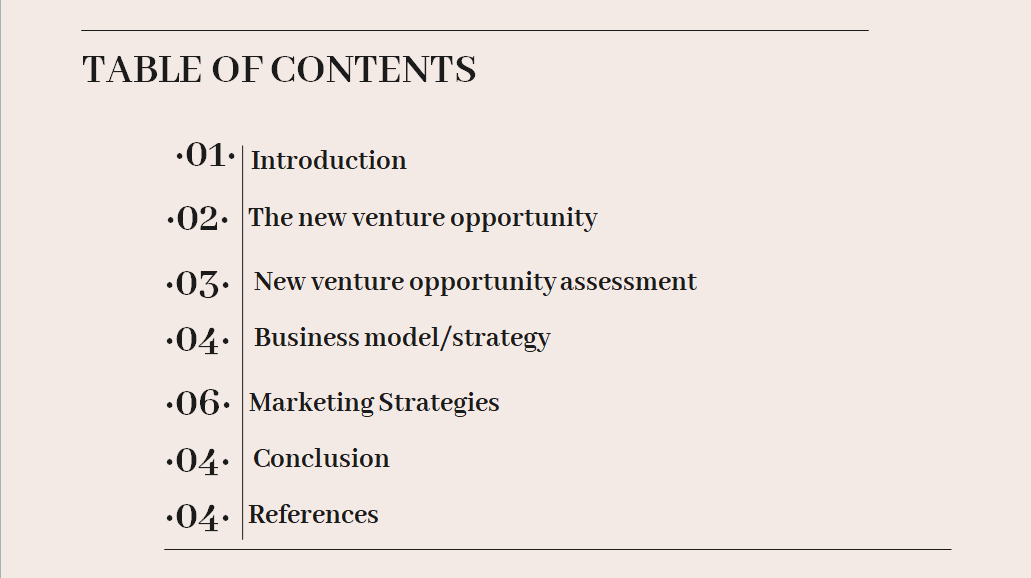 TABLE OF CONTENTS
·01· Introduction
·02· The new venture opportunity
·03· New venture opportunity assessment
·04· Business model/strategy
·06· Marketing Strategies
·04· Conclusion
·04· References